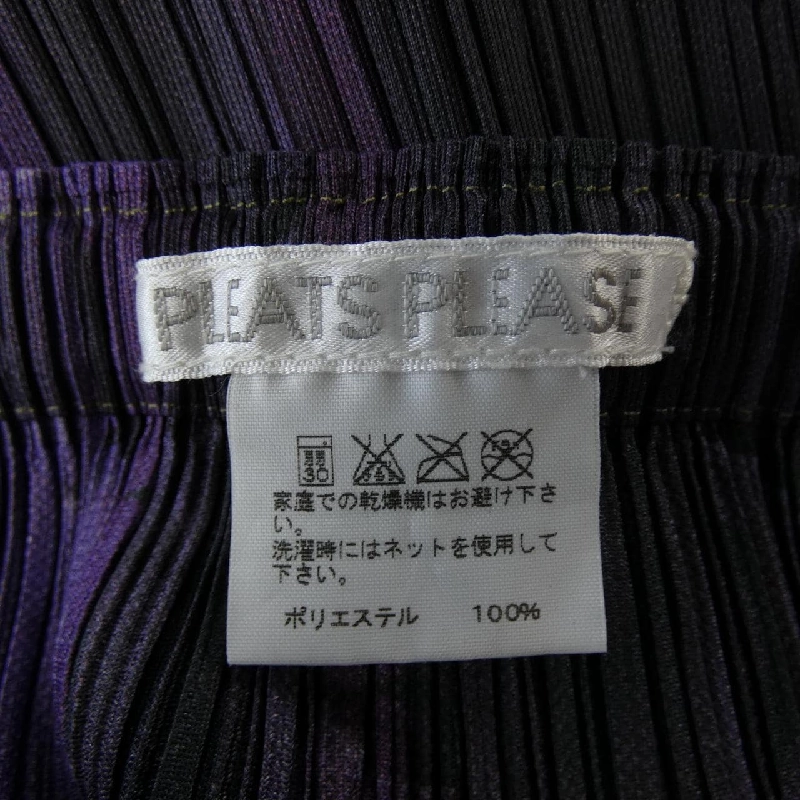 PLEATS PLEASE
弱
30
家庭での乾燥機はお避け下さ
い。
洗濯時にはネットを使用して
下さい。
ポリエステル 100%